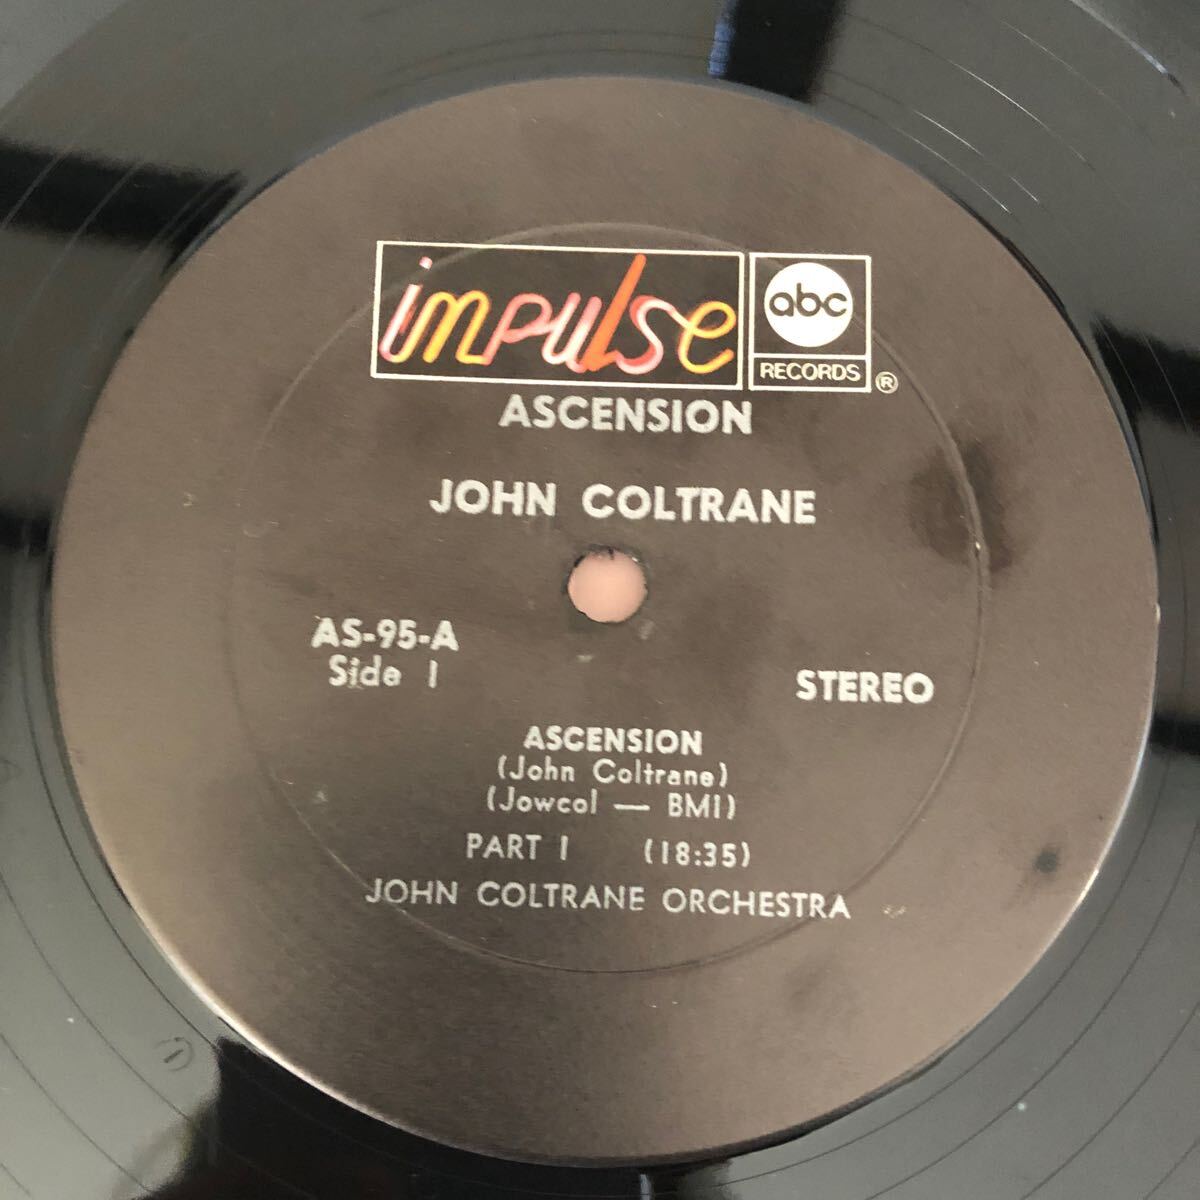 impulse
abc
RECORDS
®
ASCENSION
JOHN COLTRANE
AS-95-A
Side 1
STEREO
ASCENSION
(John Coltrane)
(Jowcol — BMI)
PART 1 (18:35)
JOHN COLTRANE ORCHESTRA